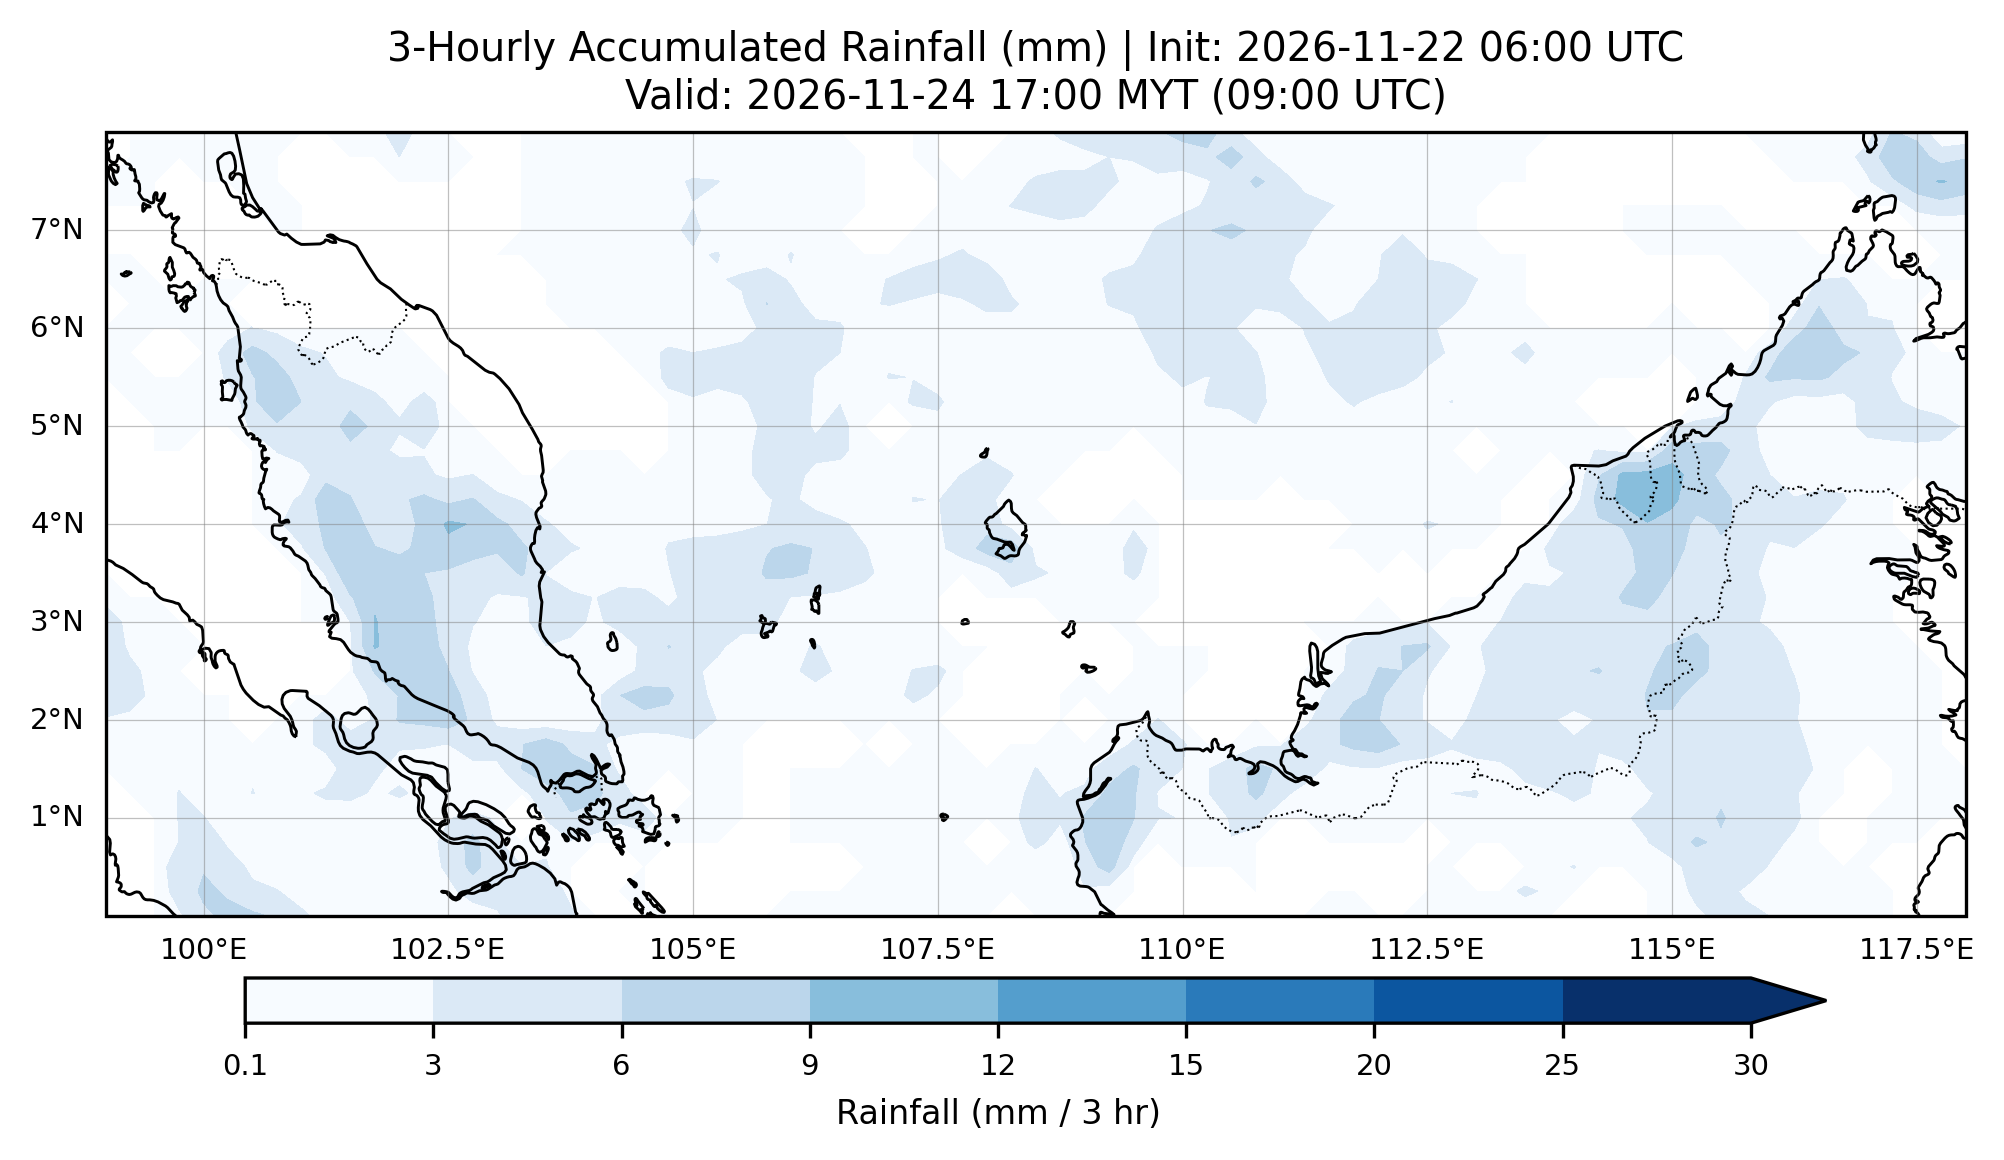 3-Hourly Accumulated Rainfall (mm) | Init: 2026-11-22 06:00 UTC
Valid: 2026-11-24 17:00 MYT (09:00 UTC)
7°N
6°N
5°N
4°N
3°N
2°N
1°N
100°E 102.5°E 105°E 107.5°E 110°E 112.5°E 115°E 117.5°E
0.1 3 6 9 12 15 20 25 30
Rainfall (mm / 3 hr)